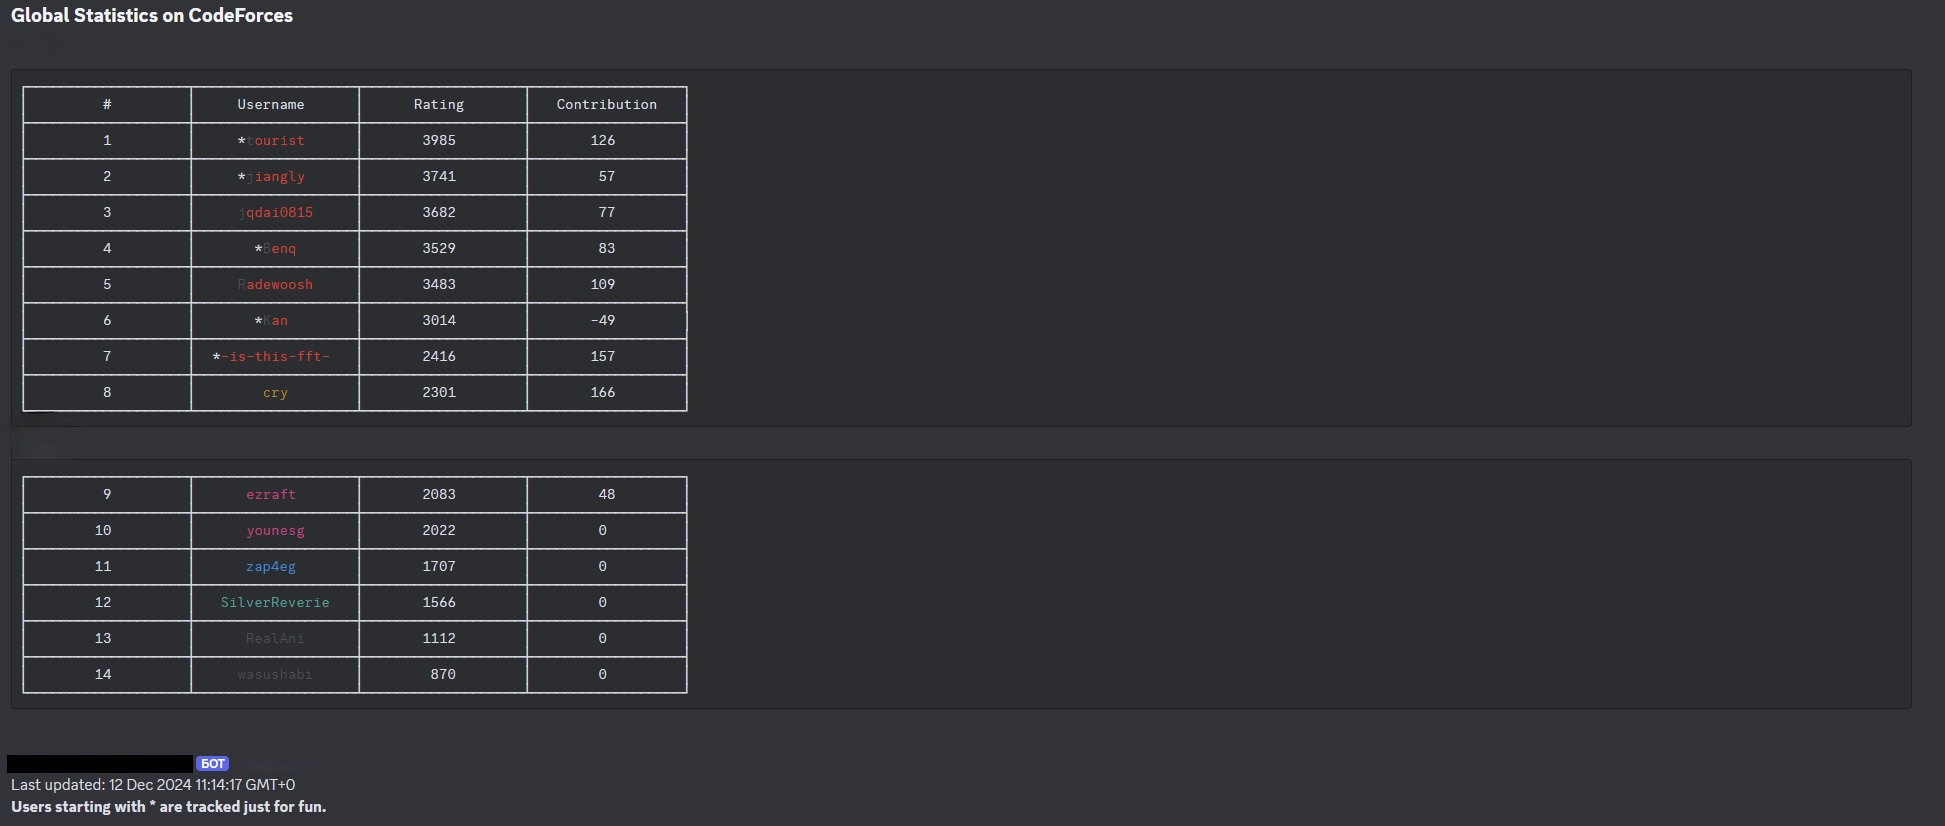 Global Statistics on CodeForces
# Username Rating Contribution
1 *tourist 3985 126
2 *jiangly 3741 57
3 jqdai0815 3682 77
4 *Benq 3529 83
5 Radewoosh 3483 109
6 *Kan 3014 -49
7 *-is-this-fft- 2416 157
8 cry 2301 166
9 ezraft 2083 48
10 younesg 2022 0
11 zap4eg 1707 0
12 SilverReverie 1566 0
13 RealAni 1112 0
14 wasushabi 870 0
БОТ
Last updated: 12 Dec 2024 11:14:17 GMT+0
Users starting with * are tracked just for fun.